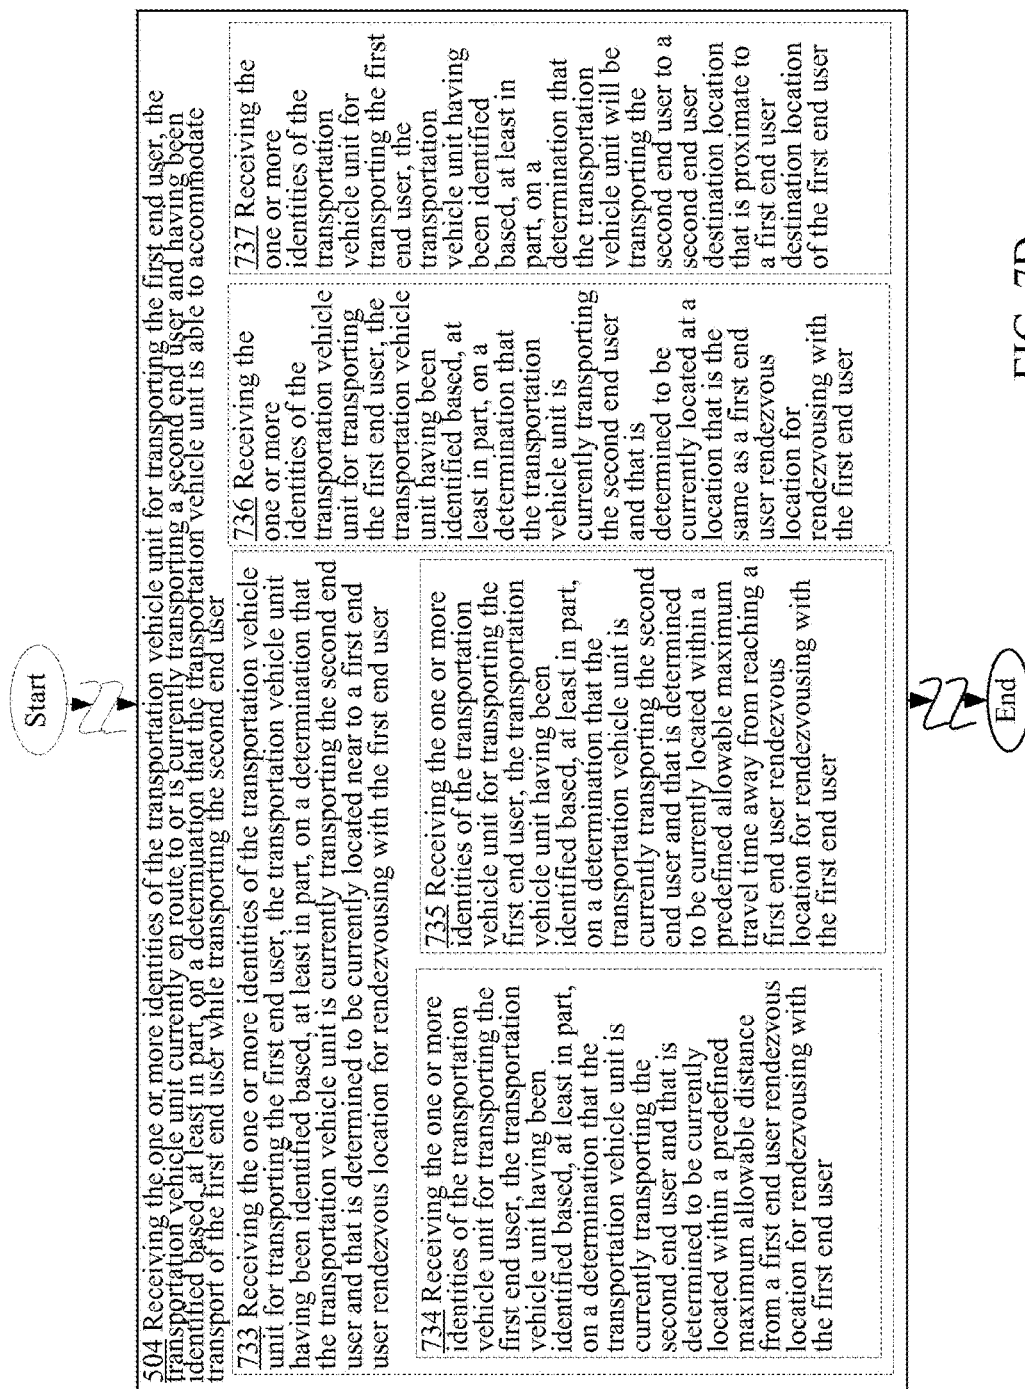 Start
504 Receiving the one or more identities of the transportation vehicle unit for transporting the first end user, the
transportation vehicle unit currently en route to or is currently transporting a second end user and having been
identified based, at least in part, on a determination that the transportation vehicle unit is able to accommodate
transport of the first end user while transporting the second end user
733 Receiving the one or more identities of the transportation vehicle
unit for transporting the first end user, the transportation vehicle unit
having been identified based, at least in part, on a determination that
the transportation vehicle unit is currently transporting the second end
user and that is determined to be currently located near to a first end
user rendezvous location for rendezvousing with the first end user
734 Receiving the one or more
identities of the transportation
vehicle unit for transporting the
first end user, the transportation
vehicle unit having been
identified based, at least in part,
on a determination that the
transportation vehicle unit is
currently transporting the
second end user and that is
determined to be currently
located within a predefined
maximum allowable distance
from a first end user rendezvous
location for rendezvousing with
the first end user
735 Receiving the one or more
identities of the transportation
vehicle unit for transporting the
first end user, the transportation
vehicle unit having been
identified based, at least in part,
on a determination that the
transportation vehicle unit is
currently transporting the second
end user and that is determined
to be currently located within a
predefined allowable maximum
travel time away from reaching a
first end user rendezvous
location for rendezvousing with
the first end user
736 Receiving the
one or more
identities of the
transportation vehicle
unit for transporting
the first end user, the
transportation vehicle
unit having been
identified based, at
least in part, on a
determination that
the transportation
vehicle unit is
currently transporting
the second end user
and that is
determined to be
currently located at a
location that is the
same as a first end
user rendezvous
location for
rendezvousing with
the first end user
737 Receiving the
one or more
identities of the
transportation
vehicle unit for
transporting the first
end user, the
transportation
vehicle unit having
been identified
based, at least in
part, on a
determination that
the transportation
vehicle unit will be
transporting the
second end user to a
second end user
destination location
that is proximate to
a first end user
destination location
of the first end user
End